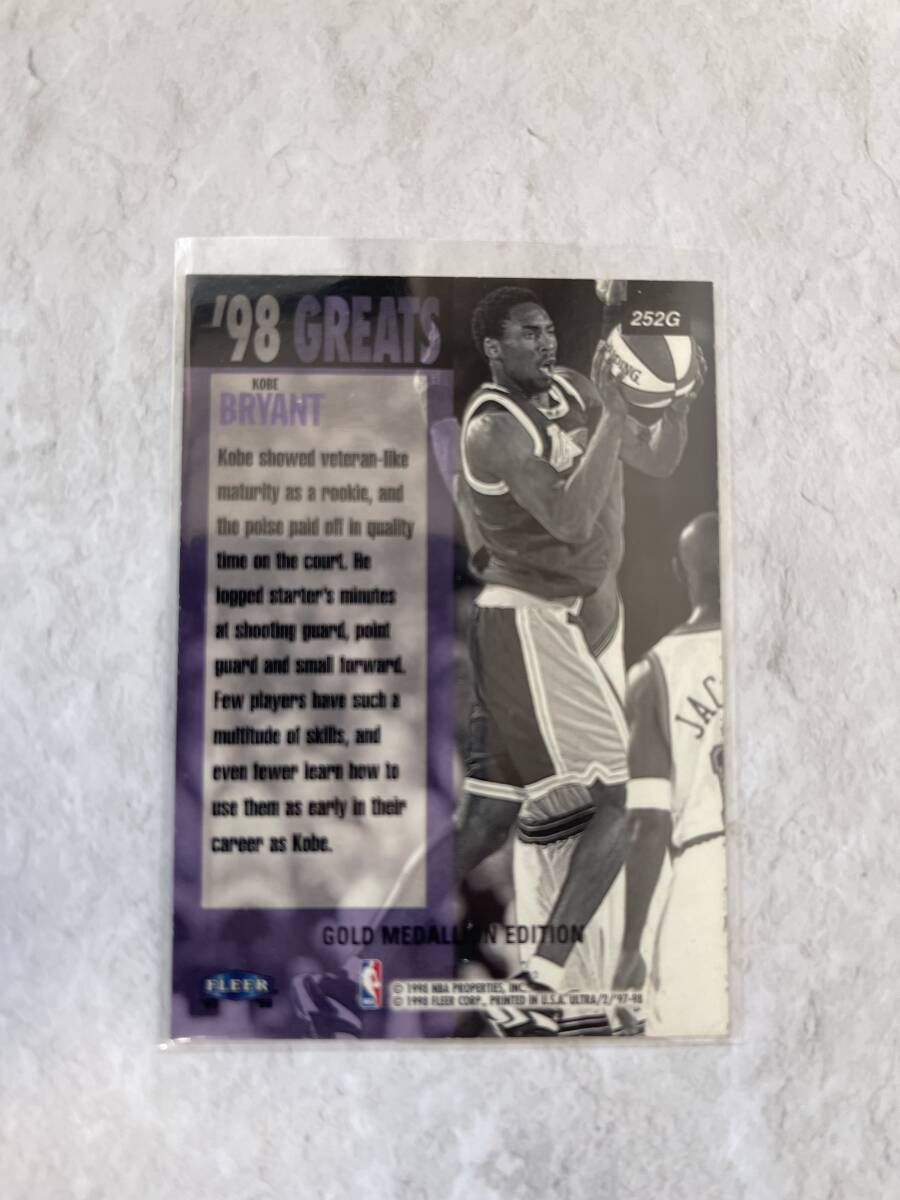 '98 GREATS
252G
KOBE
BRYANT
Kobe showed veteran-like
maturity as a rookie, and
the poise paid off in quality
time on the court. He
logged starter's minutes
at shooting guard, point
guard and small forward.
Few players have such a
multitude of skills, and
even fewer learn how to
use them as early in their
career as Kobe.
GOLD MEDALLION EDITION
FLEER
© 1998 NBA PROPERTIES, INC.
© 1998 FLEER CORP., PRINTED IN U.S.A. ULTRA/2/'97-98